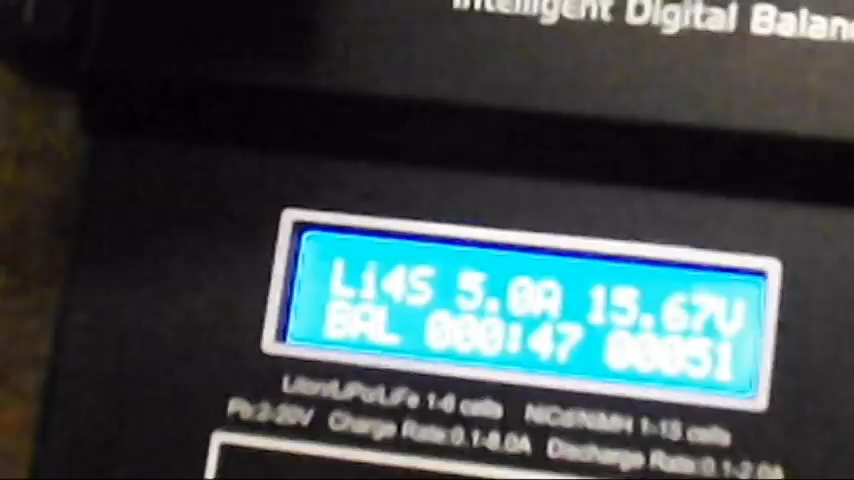 Intelligent Digital Balan
Li4S 5.0A 15.67V
BAL 000:47 00051
LiIon/LiPo/LiFe 1-6 cells NiCd/NiMH 1-15 cells
Pb:2-20V Charge Rate:0.1-6.0A Discharge Rate:0.1-2.0A